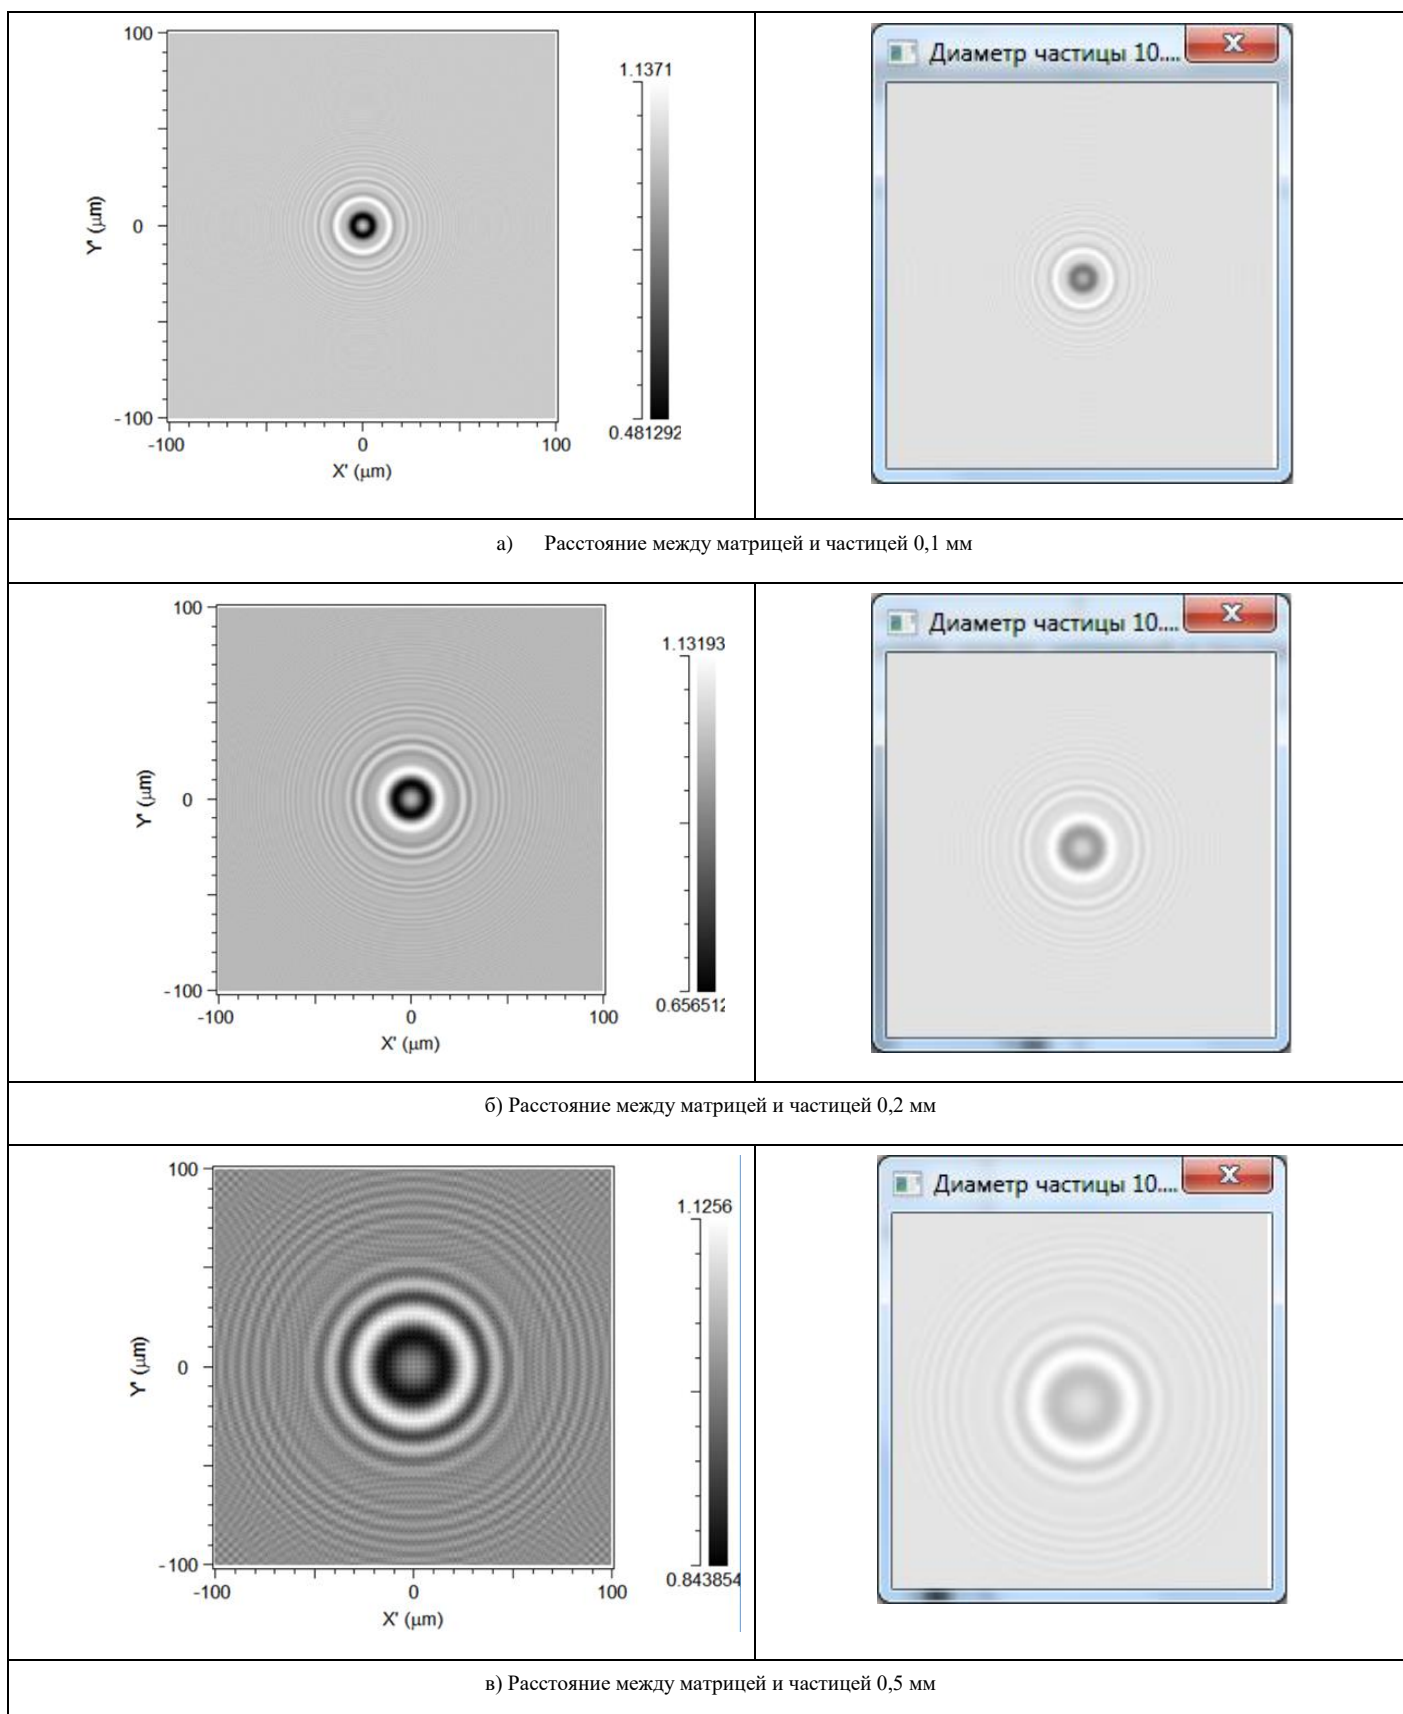 100
1.1371
Y' (μm)
0
-100
0.481292
-100 0 100
X' (μm)
Диаметр частицы 10....
а) Расстояние между матрицей и частицей 0,1 мм
100
1.13193
Y' (μm)
0
-100
0.656512
-100 0 100
X' (μm)
Диаметр частицы 10....
б) Расстояние между матрицей и частицей 0,2 мм
100
1.1256
Y' (μm)
0
-100
0.843854
-100 0 100
X' (μm)
Диаметр частицы 10....
в) Расстояние между матрицей и частицей 0,5 мм